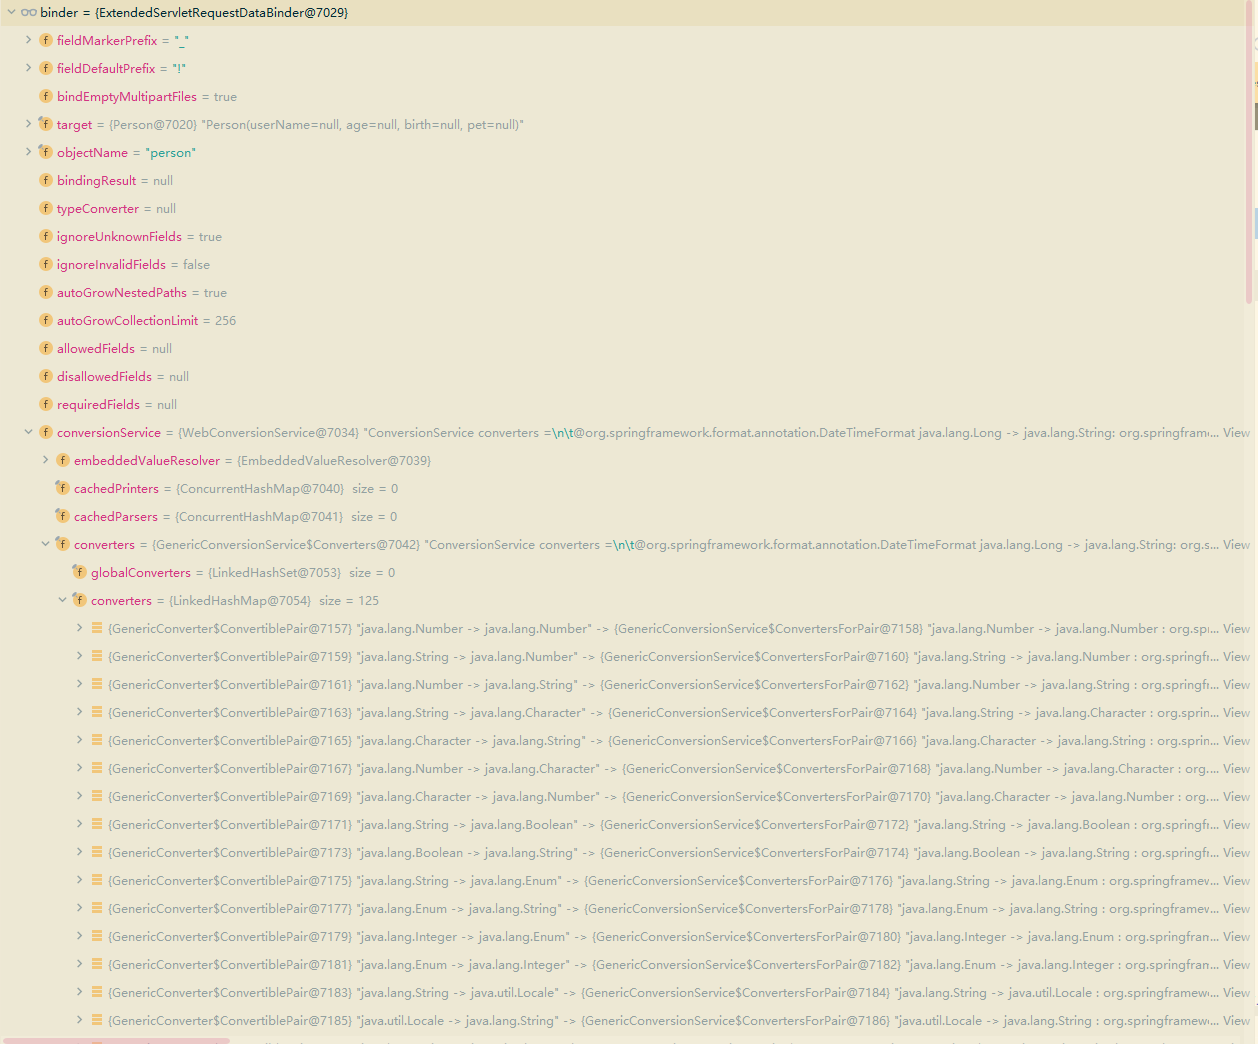 binder = {ExtendedServletRequestDataBinder@7029}
f fieldMarkerPrefix = "_"
f fieldDefaultPrefix = "!"
f bindEmptyMultipartFiles = true
f target = {Person@7020} "Person(userName=null, age=null, birth=null, pet=null)"
f objectName = "person"
f bindingResult = null
f typeConverter = null
f ignoreUnknownFields = true
f ignoreInvalidFields = false
f autoGrowNestedPaths = true
f autoGrowCollectionLimit = 256
f allowedFields = null
f disallowedFields = null
f requiredFields = null
f conversionService = {WebConversionService@7034} "ConversionService converters =\n\t@org.springframework.format.annotation.DateTimeFormat java.lang.Long -> java.lang.String: org.springfram... View
f embeddedValueResolver = {EmbeddedValueResolver@7039}
f cachedPrinters = {ConcurrentHashMap@7040} size = 0
f cachedParsers = {ConcurrentHashMap@7041} size = 0
f converters = {GenericConversionService$Converters@7042} "ConversionService converters =\n\t@org.springframework.format.annotation.DateTimeFormat java.lang.Long -> java.lang.String: org.s... View
f globalConverters = {LinkedHashSet@7053} size = 0
f converters = {LinkedHashMap@7054} size = 125
{GenericConverter$ConvertiblePair@7157} "java.lang.Number -> java.lang.Number" -> {GenericConversionService$ConvertersForPair@7158} "java.lang.Number -> java.lang.Number : org.sp... View
{GenericConverter$ConvertiblePair@7159} "java.lang.String -> java.lang.Number" -> {GenericConversionService$ConvertersForPair@7160} "java.lang.String -> java.lang.Number : org.springf... View
{GenericConverter$ConvertiblePair@7161} "java.lang.Number -> java.lang.String" -> {GenericConversionService$ConvertersForPair@7162} "java.lang.Number -> java.lang.String : org.springf... View
{GenericConverter$ConvertiblePair@7163} "java.lang.String -> java.lang.Character" -> {GenericConversionService$ConvertersForPair@7164} "java.lang.String -> java.lang.Character : org.sprin... View
{GenericConverter$ConvertiblePair@7165} "java.lang.Character -> java.lang.String" -> {GenericConversionService$ConvertersForPair@7166} "java.lang.Character -> java.lang.String : org.sprin... View
{GenericConverter$ConvertiblePair@7167} "java.lang.Number -> java.lang.Character" -> {GenericConversionService$ConvertersForPair@7168} "java.lang.Number -> java.lang.Character : org.... View
{GenericConverter$ConvertiblePair@7169} "java.lang.Character -> java.lang.Number" -> {GenericConversionService$ConvertersForPair@7170} "java.lang.Character -> java.lang.Number : org.... View
{GenericConverter$ConvertiblePair@7171} "java.lang.String -> java.lang.Boolean" -> {GenericConversionService$ConvertersForPair@7172} "java.lang.String -> java.lang.Boolean : org.springf... View
{GenericConverter$ConvertiblePair@7173} "java.lang.Boolean -> java.lang.String" -> {GenericConversionService$ConvertersForPair@7174} "java.lang.Boolean -> java.lang.String : org.springf... View
{GenericConverter$ConvertiblePair@7175} "java.lang.String -> java.lang.Enum" -> {GenericConversionService$ConvertersForPair@7176} "java.lang.String -> java.lang.Enum : org.springframew... View
{GenericConverter$ConvertiblePair@7177} "java.lang.Enum -> java.lang.String" -> {GenericConversionService$ConvertersForPair@7178} "java.lang.Enum -> java.lang.String : org.springframew... View
{GenericConverter$ConvertiblePair@7179} "java.lang.Integer -> java.lang.Enum" -> {GenericConversionService$ConvertersForPair@7180} "java.lang.Integer -> java.lang.Enum : org.springfran... View
{GenericConverter$ConvertiblePair@7181} "java.lang.Enum -> java.lang.Integer" -> {GenericConversionService$ConvertersForPair@7182} "java.lang.Enum -> java.lang.Integer : org.springfran... View
{GenericConverter$ConvertiblePair@7183} "java.lang.String -> java.util.Locale" -> {GenericConversionService$ConvertersForPair@7184} "java.lang.String -> java.util.Locale : org.springframew... View
{GenericConverter$ConvertiblePair@7185} "java.util.Locale -> java.lang.String" -> {GenericConversionService$ConvertersForPair@7186} "java.util.Locale -> java.lang.String : org.springframew... View